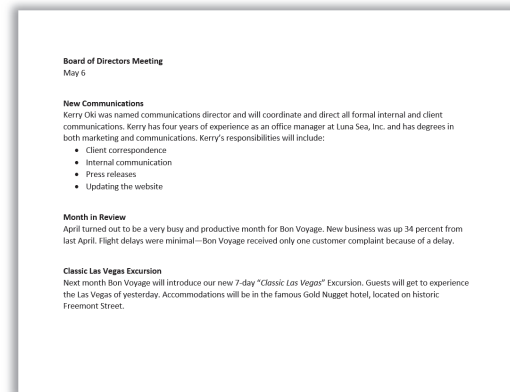 Board of Directors Meeting
May 6
New Communications
Kerry Oki was named communications director and will coordinate and direct all formal internal and client
communications. Kerry has four years of experience as an office manager at Luna Sea, Inc. and has degrees in
both marketing and communications. Kerry's responsibilities will include:
• Client correspondence
• Internal communication
• Press releases
• Updating the website
Month in Review
April turned out to be a very busy and productive month for Bon Voyage. New business was up 34 percent from
last April. Flight delays were minimal—Bon Voyage received only one customer complaint because of a delay.
Classic Las Vegas Excursion
Next month Bon Voyage will introduce our new 7-day "Classic Las Vegas" Excursion. Guests will get to experience
the Las Vegas of yesterday. Accommodations will be in the famous Gold Nugget hotel, located on historic
Freemont Street.